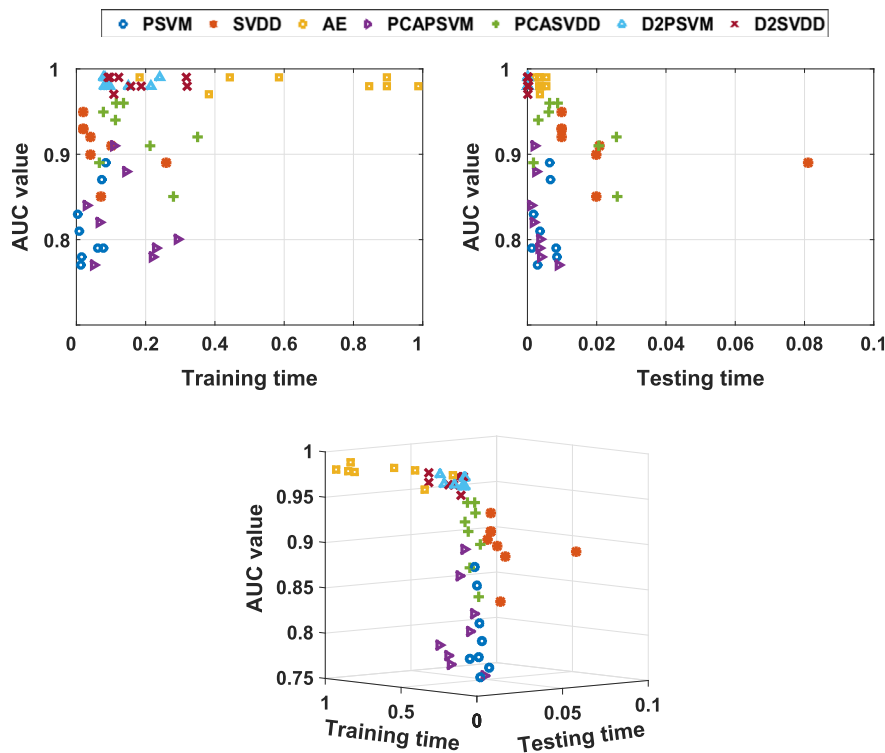 PSVM SVDD AE PCAPSVM PCASVDD D2PSVM D2SVDD
1
0.9
0.8
AUC value
0 0.2 0.4 0.6 0.8 1
Training time
1
0.9
0.8
AUC value
0 0.02 0.04 0.06 0.08 0.1
Testing time
1
0.95
0.9
0.85
0.8
0.75
AUC value
1 0.5 0
Training time
0 0.05 0.1
Testing time